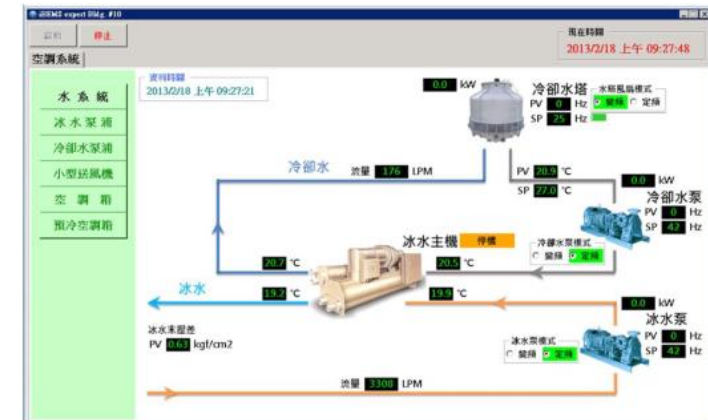 iBEMS expert Bldg. #10
啟動 停止
現在時間
2013/2/18 上午 09:27:48
空調系統
水系統
冰水泵浦
冷卻水泵浦
小型送風機
空調箱
預冷空調箱
資料時間
2013/2/18 上午 09:27:21
0.0 kW
冷卻水塔
水塔風扇模式
變頻 定頻
PV 0 Hz
SP 25 Hz
冷卻水 流量 176 LPM
PV 20.9 °C
SP 27.0 °C
0.0 kW
冷卻水泵
PV 0 Hz
SP 42 Hz
冰水主機 停機
冷卻水泵模式
變頻 定頻
20.7 °C
20.5 °C
冰水
19.2 °C
19.9 °C
冰水末壓差
PV 0.63 kgf/cm2
0.0 kW
冰水泵
PV 0 Hz
SP 42 Hz
冰水泵模式
變頻 定頻
流量 3308 LPM